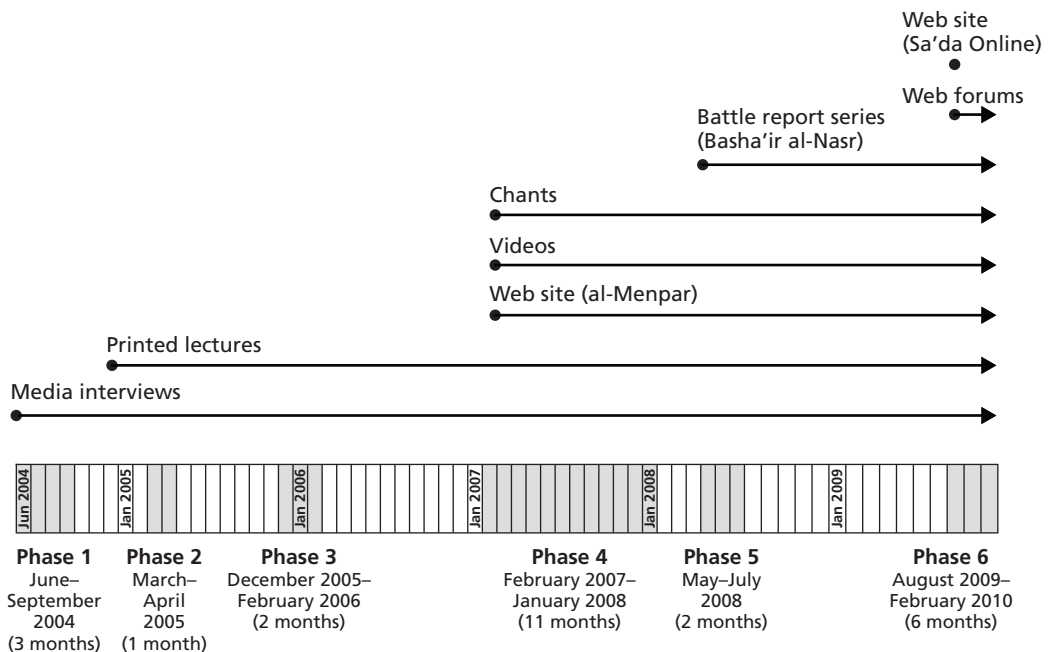 Web site
(Sa’da Online)
Web forums
Battle report series
(Basha’ir al-Nasr)
Chants
Videos
Web site (al-Menpar)
Printed lectures
Media interviews
Jun 2004
Jan 2005
Jan 2006
Jan 2007
Jan 2008
Jan 2009
Phase 1
June–
September
2004
(3 months)
Phase 2
March–
April
2005
(1 month)
Phase 3
December 2005–
February 2006
(2 months)
Phase 4
February 2007–
January 2008
(11 months)
Phase 5
May–July
2008
(2 months)
Phase 6
August 2009–
February 2010
(6 months)